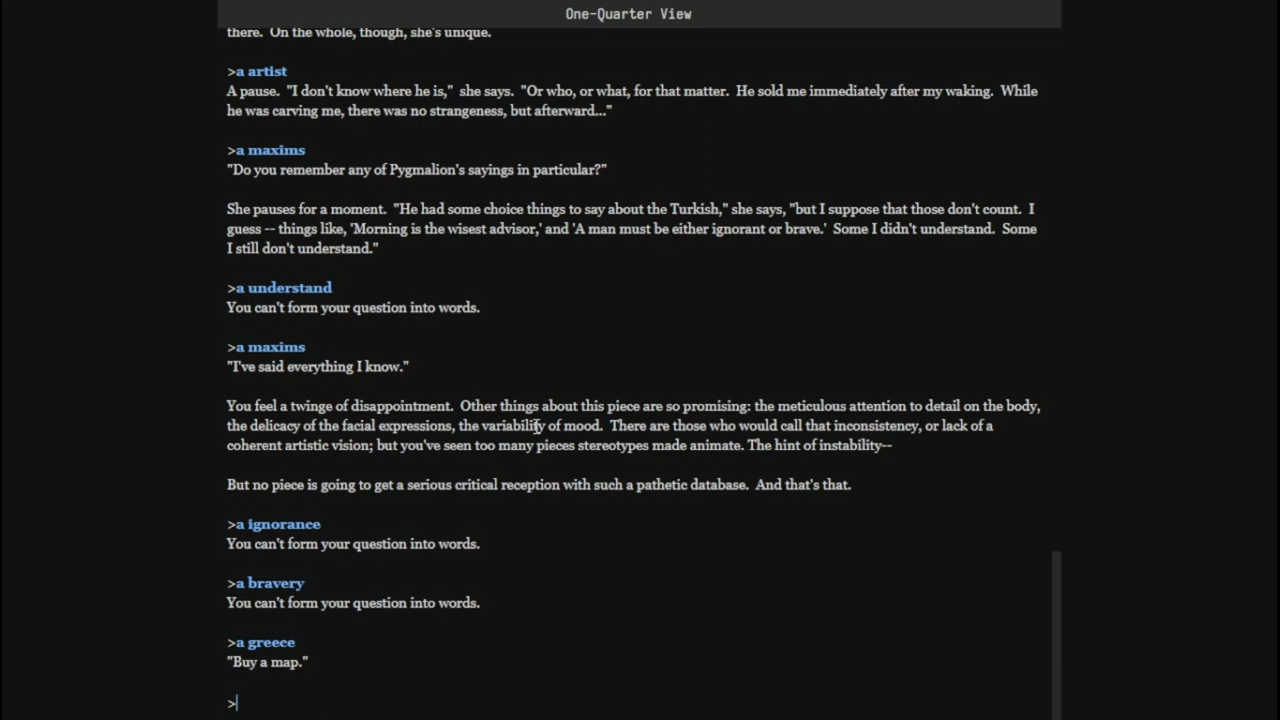 One-Quarter View
there.  On the whole, though, she's unique.
>a artist
A pause.  "I don't know where he is,"  she says.  "Or who, or what, for that matter.  He sold me immediately after my waking.  While
he was carving me, there was no strangeness, but afterward..."
>a maxims
"Do you remember any of Pygmalion's sayings in particular?"
She pauses for a moment.  "He had some choice things to say about the Turkish," she says, "but I suppose that those don't count.  I
guess -- things like, 'Morning is the wisest advisor,' and 'A man must be either ignorant or brave.'  Some I didn't understand.  Some
I still don't understand."
>a understand
You can't form your question into words.
>a maxims
"I've said everything I know."
You feel a twinge of disappointment.  Other things about this piece are so promising: the meticulous attention to detail on the body,
the delicacy of the facial expressions, the variability of mood.  There are those who would call that inconsistency, or lack of a
coherent artistic vision; but you've seen too many pieces stereotypes made animate. The hint of instability--
But no piece is going to get a serious critical reception with such a pathetic database.  And that's that.
>a ignorance
You can't form your question into words.
>a bravery
You can't form your question into words.
>a greece
"Buy a map."
>